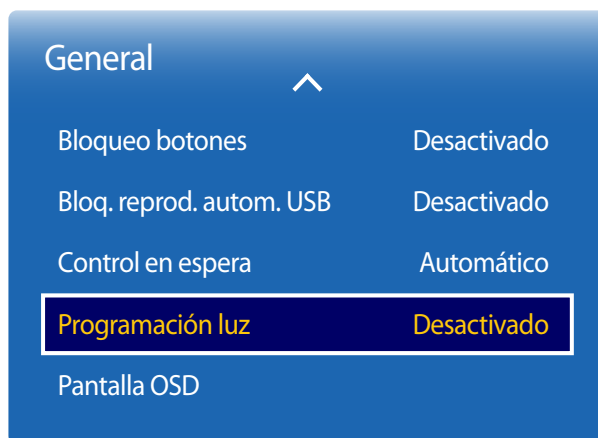 General
Bloqueo botones Desactivado
Bloq. reprod. autom. USB Desactivado
Control en espera Automático
Programación luz Desactivado
Pantalla OSD